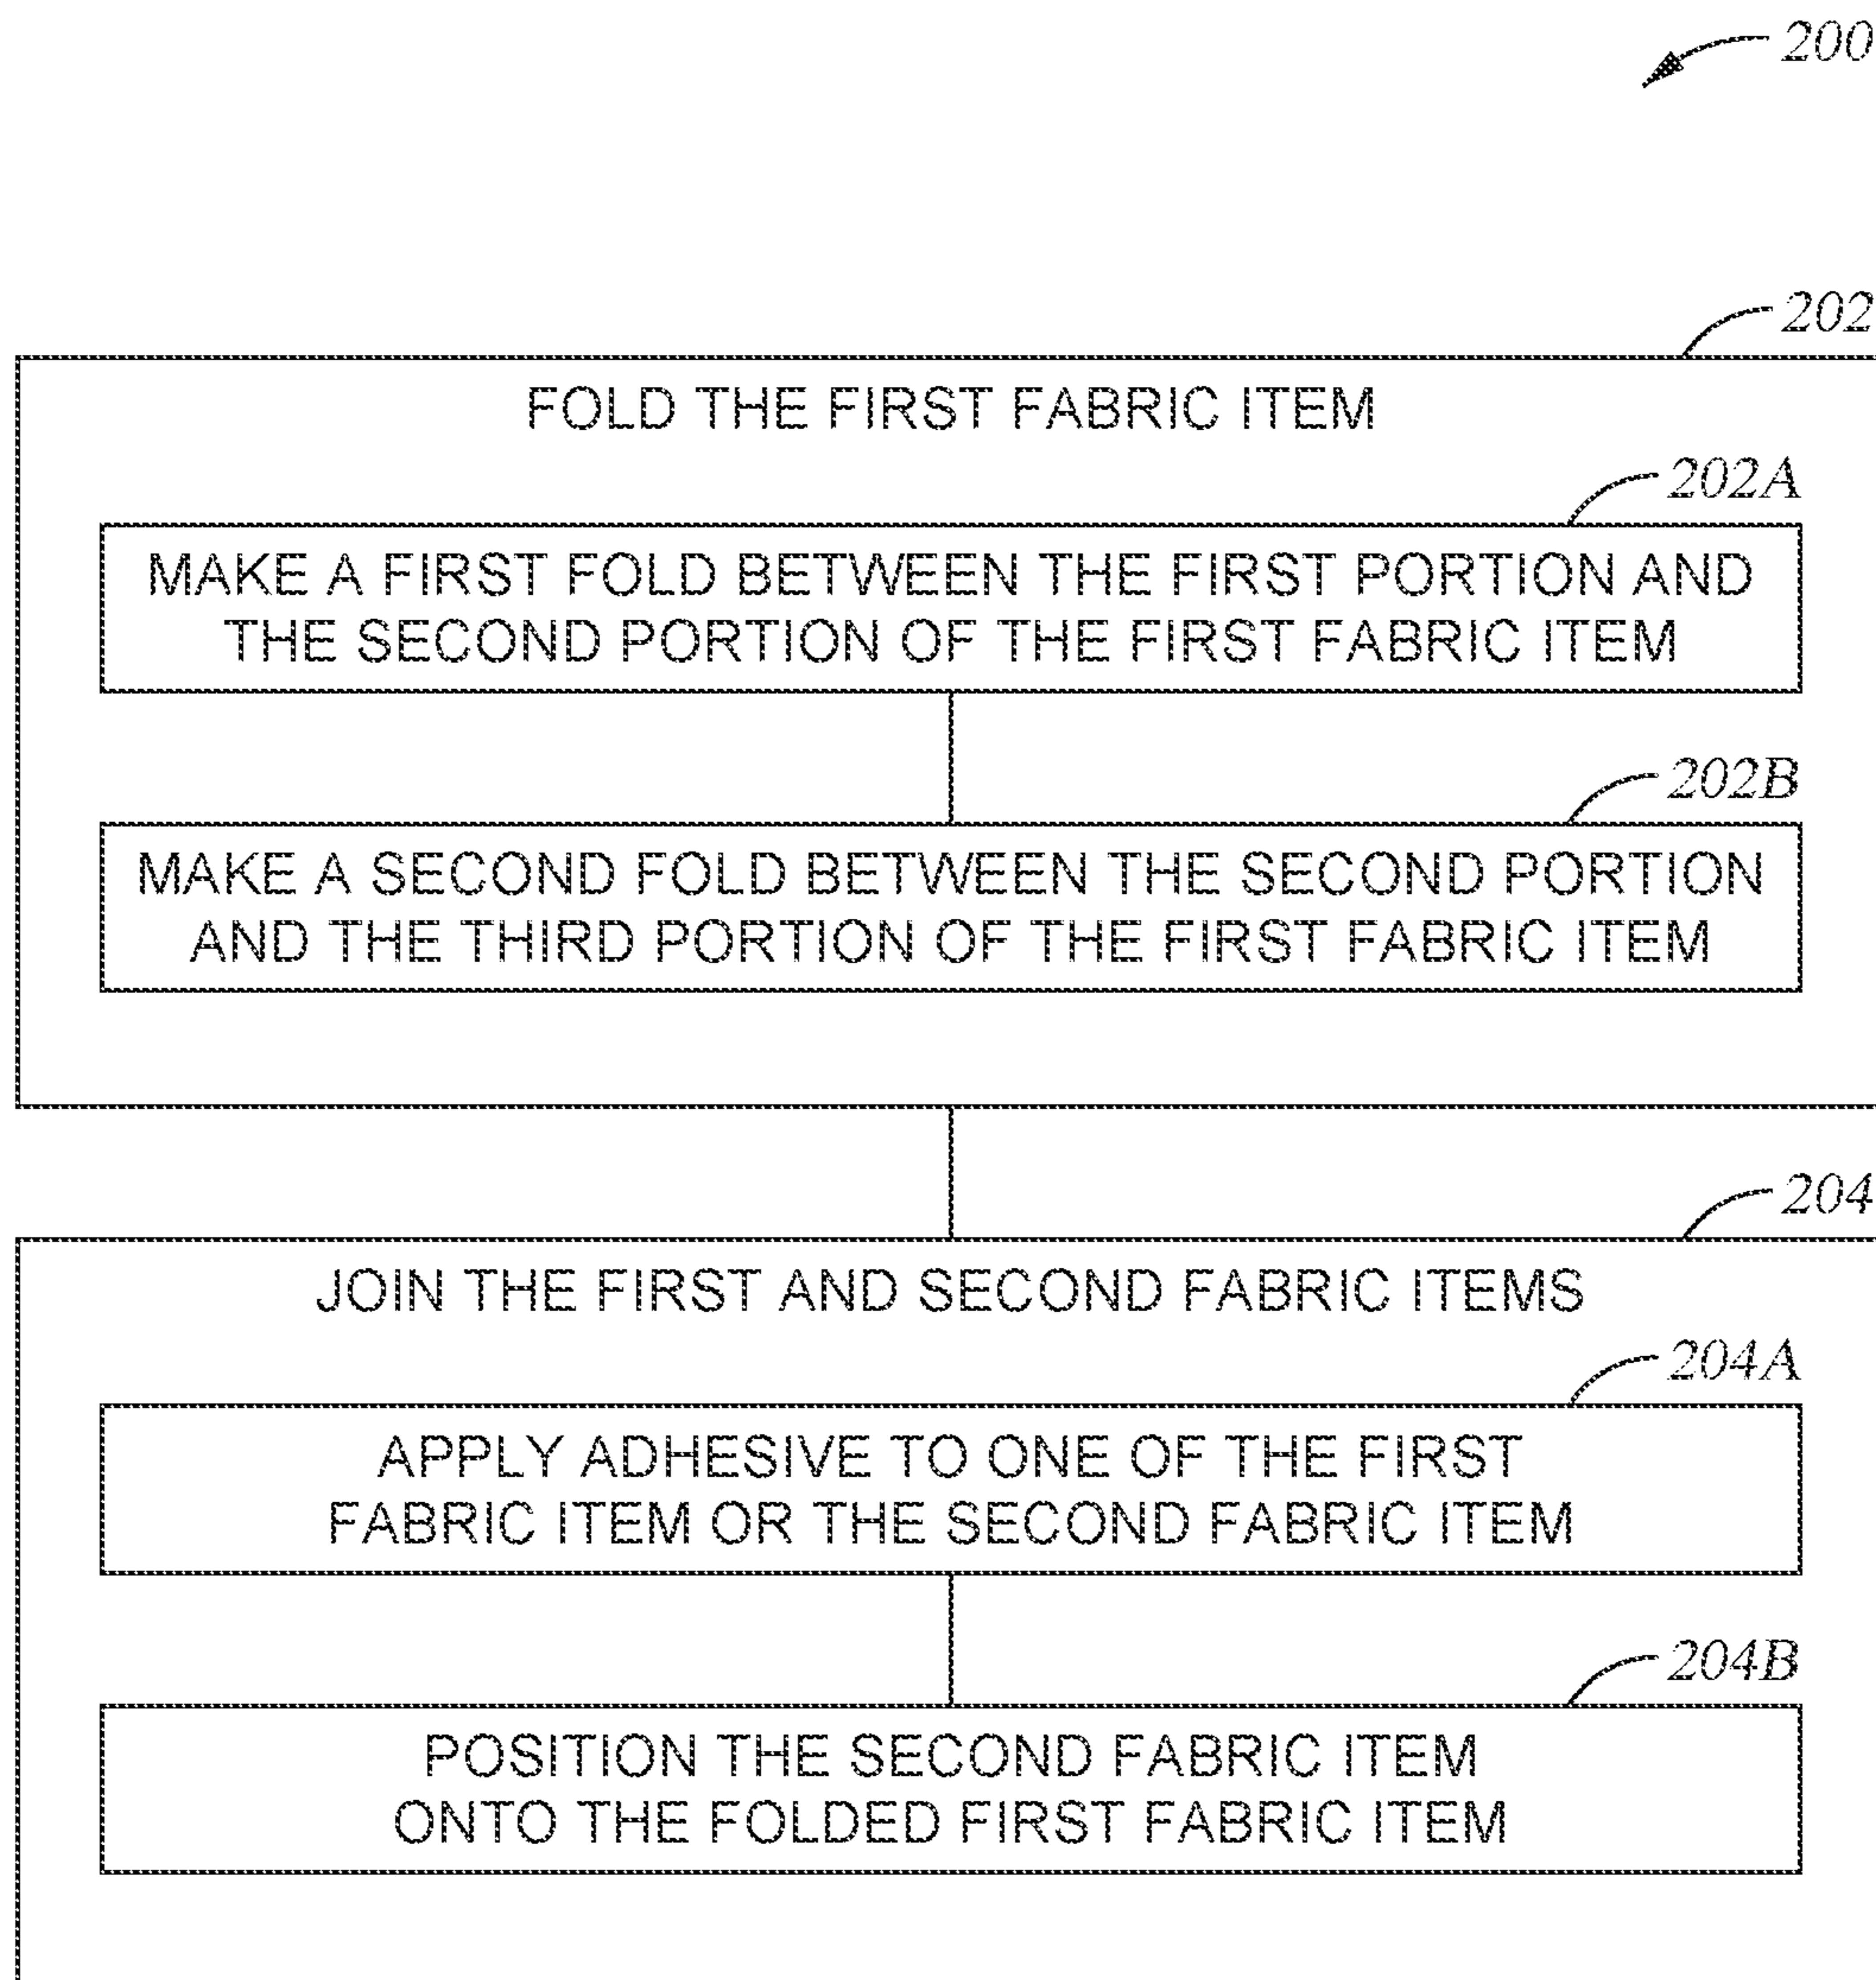 200
202
FOLD THE FIRST FABRIC ITEM
202A
MAKE A FIRST FOLD BETWEEN THE FIRST PORTION AND
THE SECOND PORTION OF THE FIRST FABRIC ITEM
202B
MAKE A SECOND FOLD BETWEEN THE SECOND PORTION
AND THE THIRD PORTION OF THE FIRST FABRIC ITEM
204
JOIN THE FIRST AND SECOND FABRIC ITEMS
204A
APPLY ADHESIVE TO ONE OF THE FIRST
FABRIC ITEM OR THE SECOND FABRIC ITEM
204B
POSITION THE SECOND FABRIC ITEM
ONTO THE FOLDED FIRST FABRIC ITEM